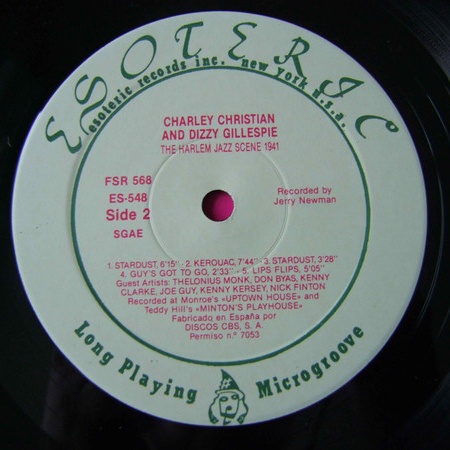 ESOTERIC
esoteric records inc. new york u.s.a.
CHARLEY CHRISTIAN
AND DIZZY GILLESPIE
THE HARLEM JAZZ SCENE 1941
FSR 568
ES-548
Side 2
SGAE
Recorded by
Jerry Newman
1. STARDUST, 6'15" - 2. KEROUAC, 7'44" - 3. STARDUST, 3'28"
4. GUY'S GOT TO GO, 2'33" - 5. LIPS FLIPS, 5'05"
Guest Artists: THELONIUS MONK, DON BYAS, KENNY
CLARKE, JOE GUY, KENNY KERSEY, NICK FINTON
Recorded at Monroe's «UPTOWN HOUSE» and
Teddy Hill's «MINTON'S PLAYHOUSE»
Fabricado en España por
DISCOS CBS, S. A.
Permiso n.º 7053
Long Playing Microgroove